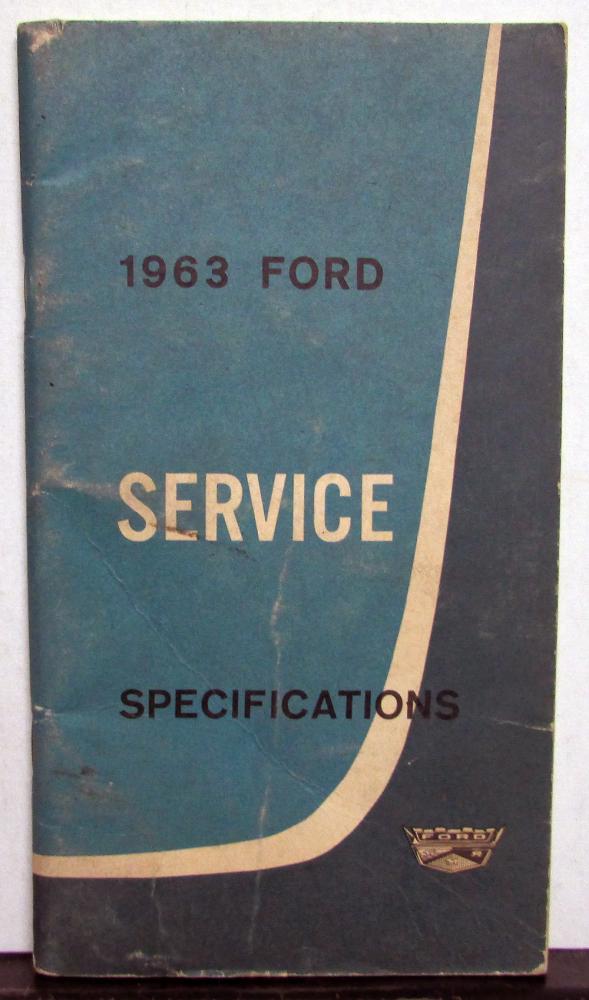 1963 FORD
SERVICE
SPECIFICATIONS
FORD